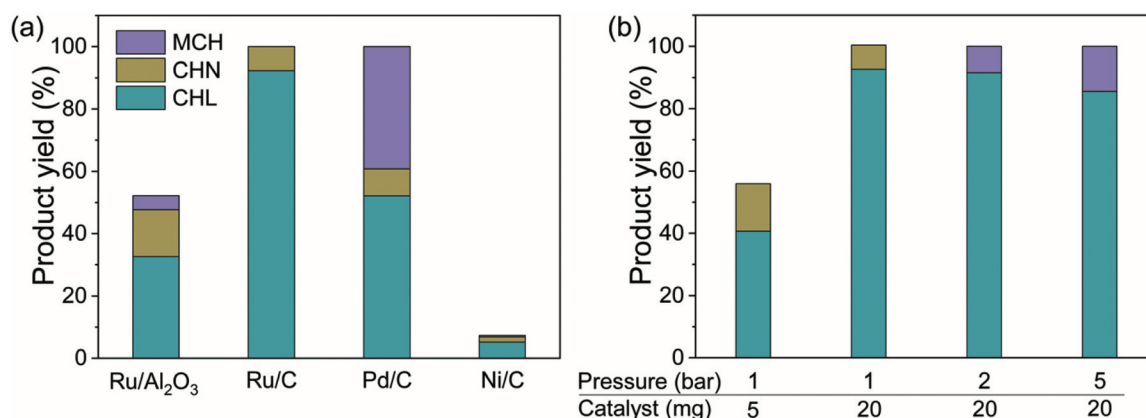 (a)
MCH
CHN
CHL
Product yield (%)
100
80
60
40
20
0
Ru/Al₂O₃ Ru/C Pd/C Ni/C
(b)
Product yield (%)
100
80
60
40
20
0
Pressure (bar) 1 1 2 5
Catalyst (mg) 5 20 20 20